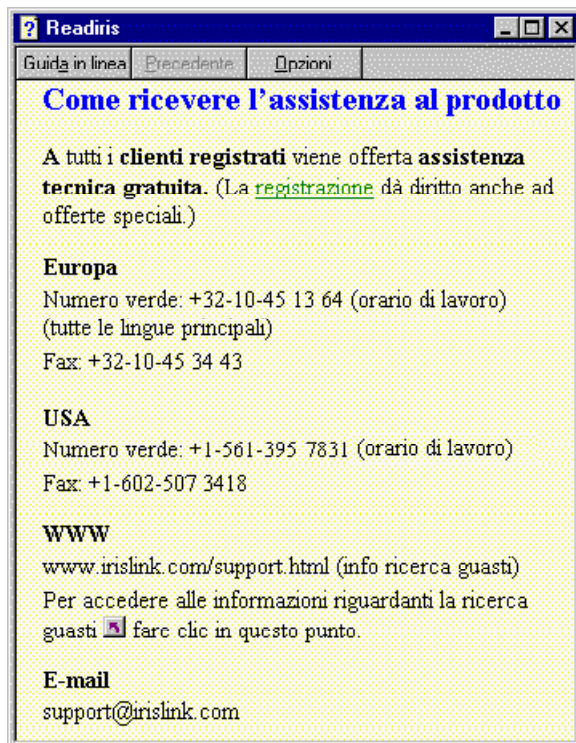 Readiris
Guida in linea Precedente Opzioni
Come ricevere l'assistenza al prodotto
A tutti i clienti registrati viene offerta assistenza
tecnica gratuita. (La registrazione dà diritto anche ad
offerte speciali.)
Europa
Numero verde: +32-10-45 13 64 (orario di lavoro)
(tutte le lingue principali)
Fax: +32-10-45 34 43
USA
Numero verde: +1-561-395 7831 (orario di lavoro)
Fax: +1-602-507 3418
WWW
www.irislink.com/support.html (info ricerca guasti)
Per accedere alle informazioni riguardanti la ricerca
guasti fare clic in questo punto.
E-mail
support@irislink.com